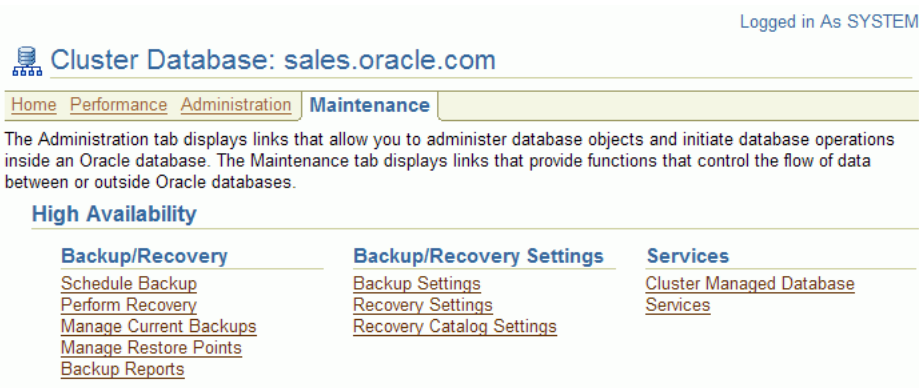 Logged in As SYSTEM
Cluster Database: sales.oracle.com
Home Performance Administration Maintenance
The Administration tab displays links that allow you to administer database objects and initiate database operations
inside an Oracle database. The Maintenance tab displays links that provide functions that control the flow of data
between or outside Oracle databases.
High Availability
Backup/Recovery
Schedule Backup
Perform Recovery
Manage Current Backups
Manage Restore Points
Backup Reports
Backup/Recovery Settings
Backup Settings
Recovery Settings
Recovery Catalog Settings
Services
Cluster Managed Database
Services